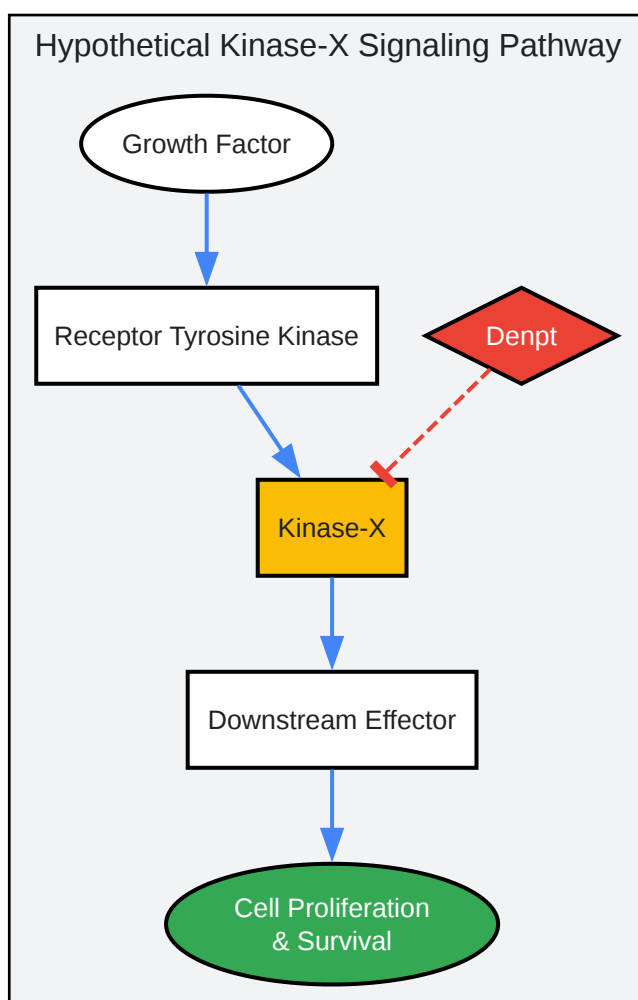 Hypothetical Kinase-X Signaling Pathway
Growth Factor
Receptor Tyrosine Kinase
Denpt
Kinase-X
Downstream Effector
Cell Proliferation
& Survival